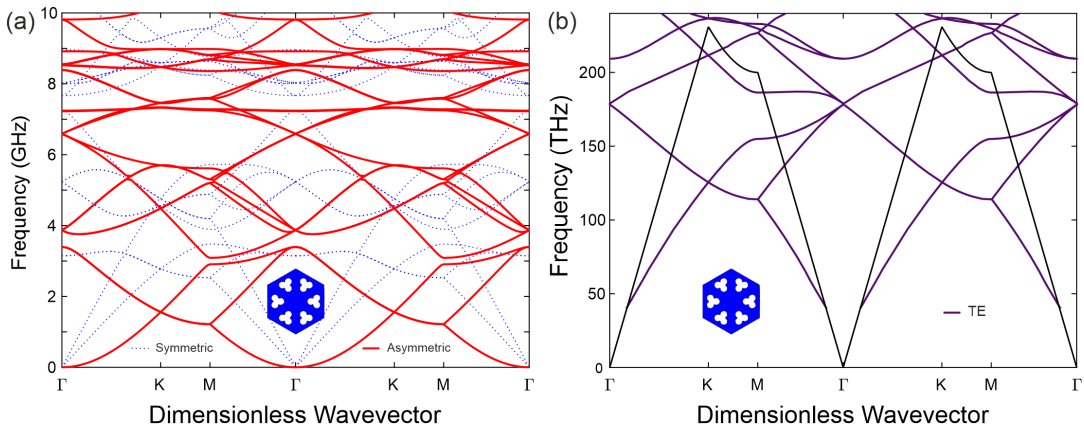 (a)
Frequency (GHz)
10
8
6
4
2
0
Symmetric
Asymmetric
Γ K M Γ K M Γ
Dimensionless Wavevector
(b)
Frequency (THz)
200
150
100
50
0
TE
Γ K M Γ K M Γ
Dimensionless Wavevector